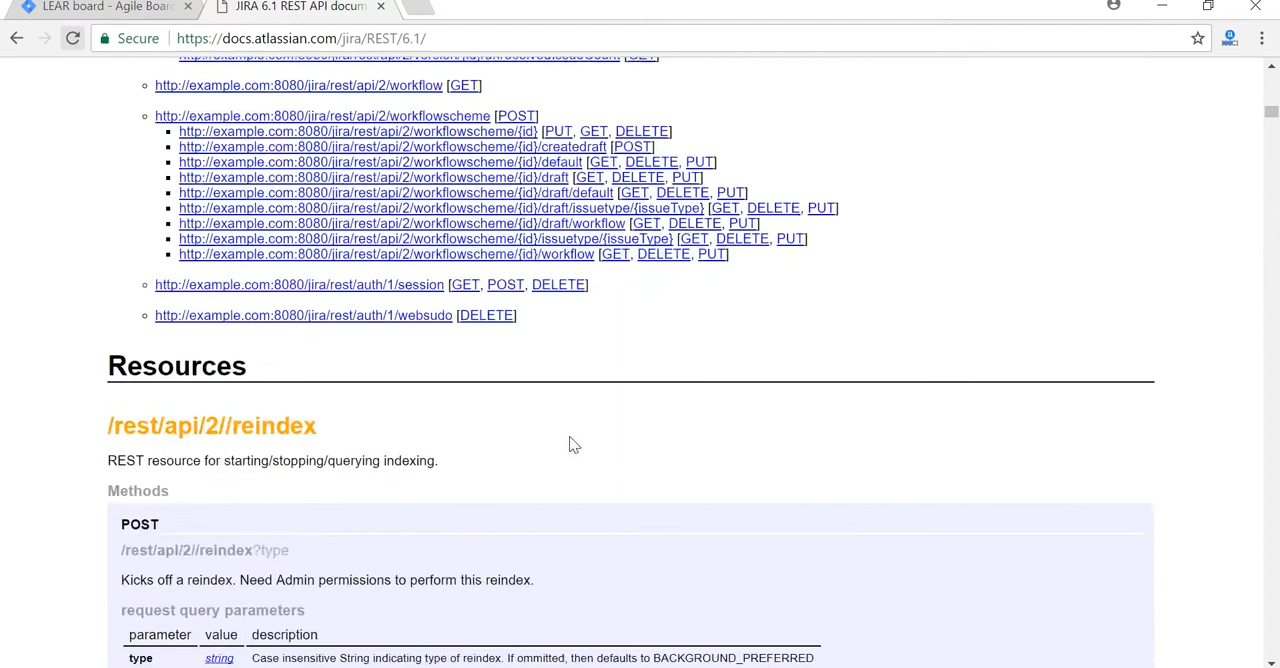 LEAR board - Agile Boar
JIRA 6.1 REST API docum
Secure
https://docs.atlassian.com/jira/REST/6.1/
http://example.com:8080/jira/rest/api/2/workflow [GET]
http://example.com:8080/jira/rest/api/2/workflowscheme [POST]
http://example.com:8080/jira/rest/api/2/workflowscheme/{id} [PUT, GET, DELETE]
http://example.com:8080/jira/rest/api/2/workflowscheme/{id}/createdraft [POST]
http://example.com:8080/jira/rest/api/2/workflowscheme/{id}/default [GET, DELETE, PUT]
http://example.com:8080/jira/rest/api/2/workflowscheme/{id}/draft [GET, DELETE, PUT]
http://example.com:8080/jira/rest/api/2/workflowscheme/{id}/draft/default [GET, DELETE, PUT]
http://example.com:8080/jira/rest/api/2/workflowscheme/{id}/draft/issuetype/{issueType} [GET, DELETE, PUT]
http://example.com:8080/jira/rest/api/2/workflowscheme/{id}/draft/workflow [GET, DELETE, PUT]
http://example.com:8080/jira/rest/api/2/workflowscheme/{id}/issuetype/{issueType} [GET, DELETE, PUT]
http://example.com:8080/jira/rest/api/2/workflowscheme/{id}/workflow [GET, DELETE, PUT]
http://example.com:8080/jira/rest/auth/1/session [GET, POST, DELETE]
http://example.com:8080/jira/rest/auth/1/websudo [DELETE]
Resources
/rest/api/2//reindex
REST resource for starting/stopping/querying indexing.
Methods
POST
/rest/api/2//reindex?type
Kicks off a reindex. Need Admin permissions to perform this reindex.
request query parameters
parameter value description
type string Case insensitive String indicating type of reindex. If ommitted, then defaults to BACKGROUND_PREFERRED